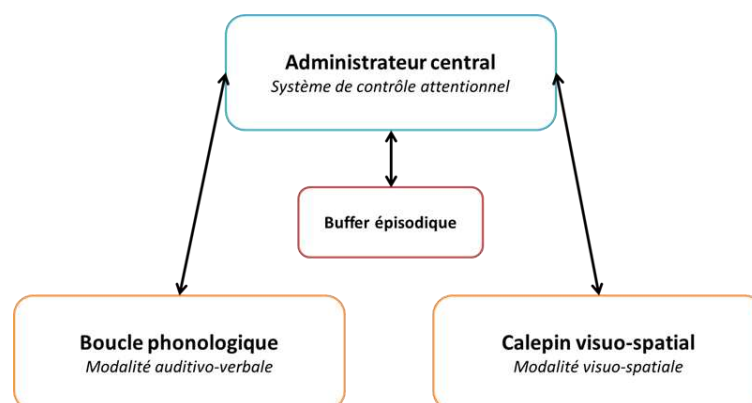 Administrateur central
Système de contrôle attentionnel
Buffer épisodique
Boucle phonologique
Modalité auditivo-verbale
Calepin visuo-spatial
Modalité visuo-spatiale